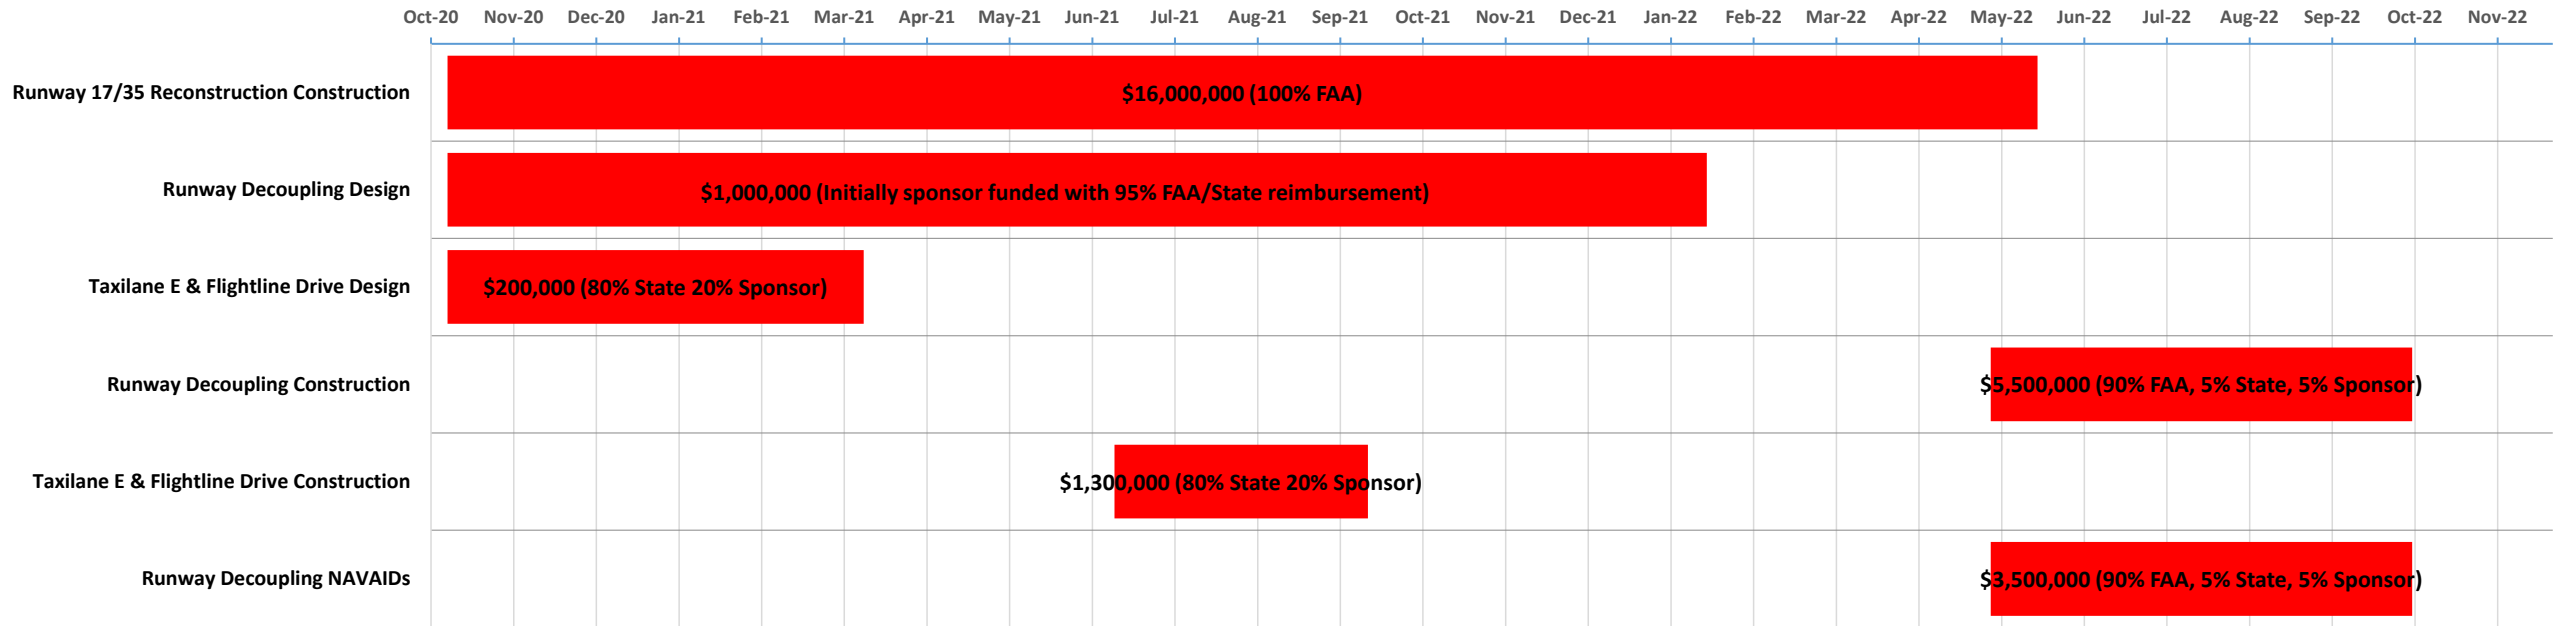 Oct-20 Nov-20 Dec-20 Jan-21 Feb-21 Mar-21 Apr-21 May-21 Jun-21 Jul-21 Aug-21 Sep-21 Oct-21 Nov-21 Dec-21 Jan-22 Feb-22 Mar-22 Apr-22 May-22 Jun-22 Jul-22 Aug-22 Sep-22 Oct-22 Nov-22
Runway 17/35 Reconstruction Construction $16,000,000 (100% FAA)
Runway Decoupling Design $1,000,000 (Initially sponsor funded with 95% FAA/State reimbursement)
Taxilane E & Flightline Drive Design $200,000 (80% State 20% Sponsor)
Runway Decoupling Construction $5,500,000 (90% FAA, 5% State, 5% Sponsor)
Taxilane E & Flightline Drive Construction $1,300,000 (80% State 20% Sponsor)
Runway Decoupling NAVAIDs $3,500,000 (90% FAA, 5% State, 5% Sponsor)